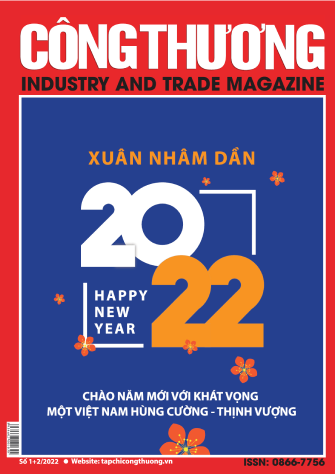 CÔNG THƯƠNG
INDUSTRY AND TRADE MAGAZINE
XUÂN NHÂM DẦN
20
22
HAPPY
NEW
YEAR
CHÀO NĂM MỚI VỚI KHÁT VỌNG
MỘT VIỆT NAM HÙNG CƯỜNG - THỊNH VƯỢNG
Số 1+2/2022 ● Website: tapchicongthuong.vn
ISSN: 0866-7756